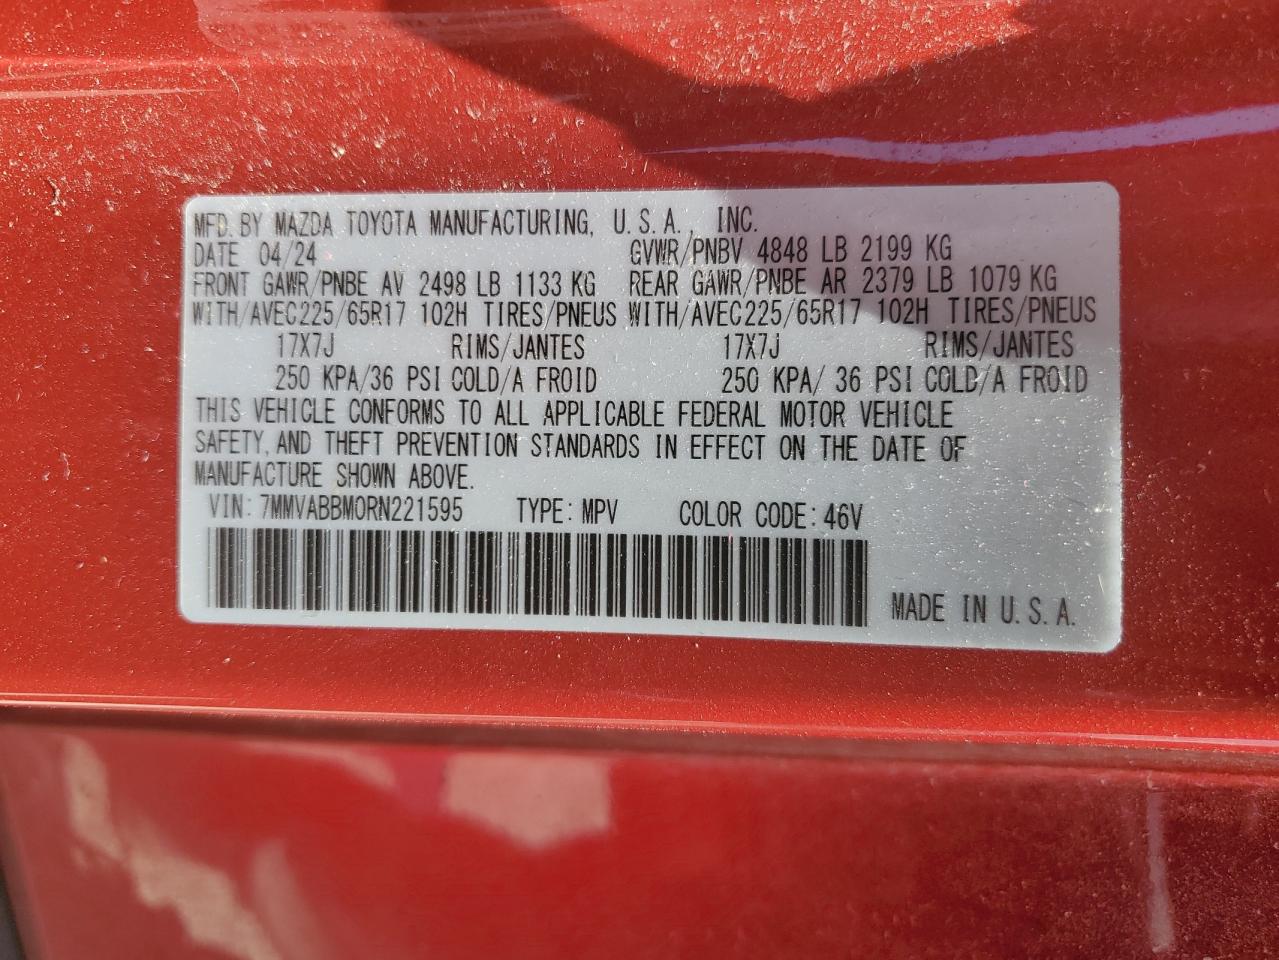 MFD. BY MAZDA TOYOTA MANUFACTURING, U.S.A., INC.
DATE 04/24 GVWR/PNBV 4848 LB 2199 KG
FRONT GAWR/PNBE AV 2498 LB 1133 KG REAR GAWR/PNBE AR 2379 LB 1079 KG
WITH/AVEC225/65R17 102H TIRES/PNEUS WITH/AVEC225/65R17 102H TIRES/PNEUS
17X7J RIMS/JANTES 17X7J RIMS/JANTES
250 KPA/36 PSI COLD/A FROID 250 KPA/ 36 PSI COLD/A FROID
THIS VEHICLE CONFORMS TO ALL APPLICABLE FEDERAL MOTOR VEHICLE
SAFETY, AND THEFT PREVENTION STANDARDS IN EFFECT ON THE DATE OF
MANUFACTURE SHOWN ABOVE.
VIN: 7MMVABBM0RN221595 TYPE: MPV COLOR CODE: 46V
MADE IN U.S.A.